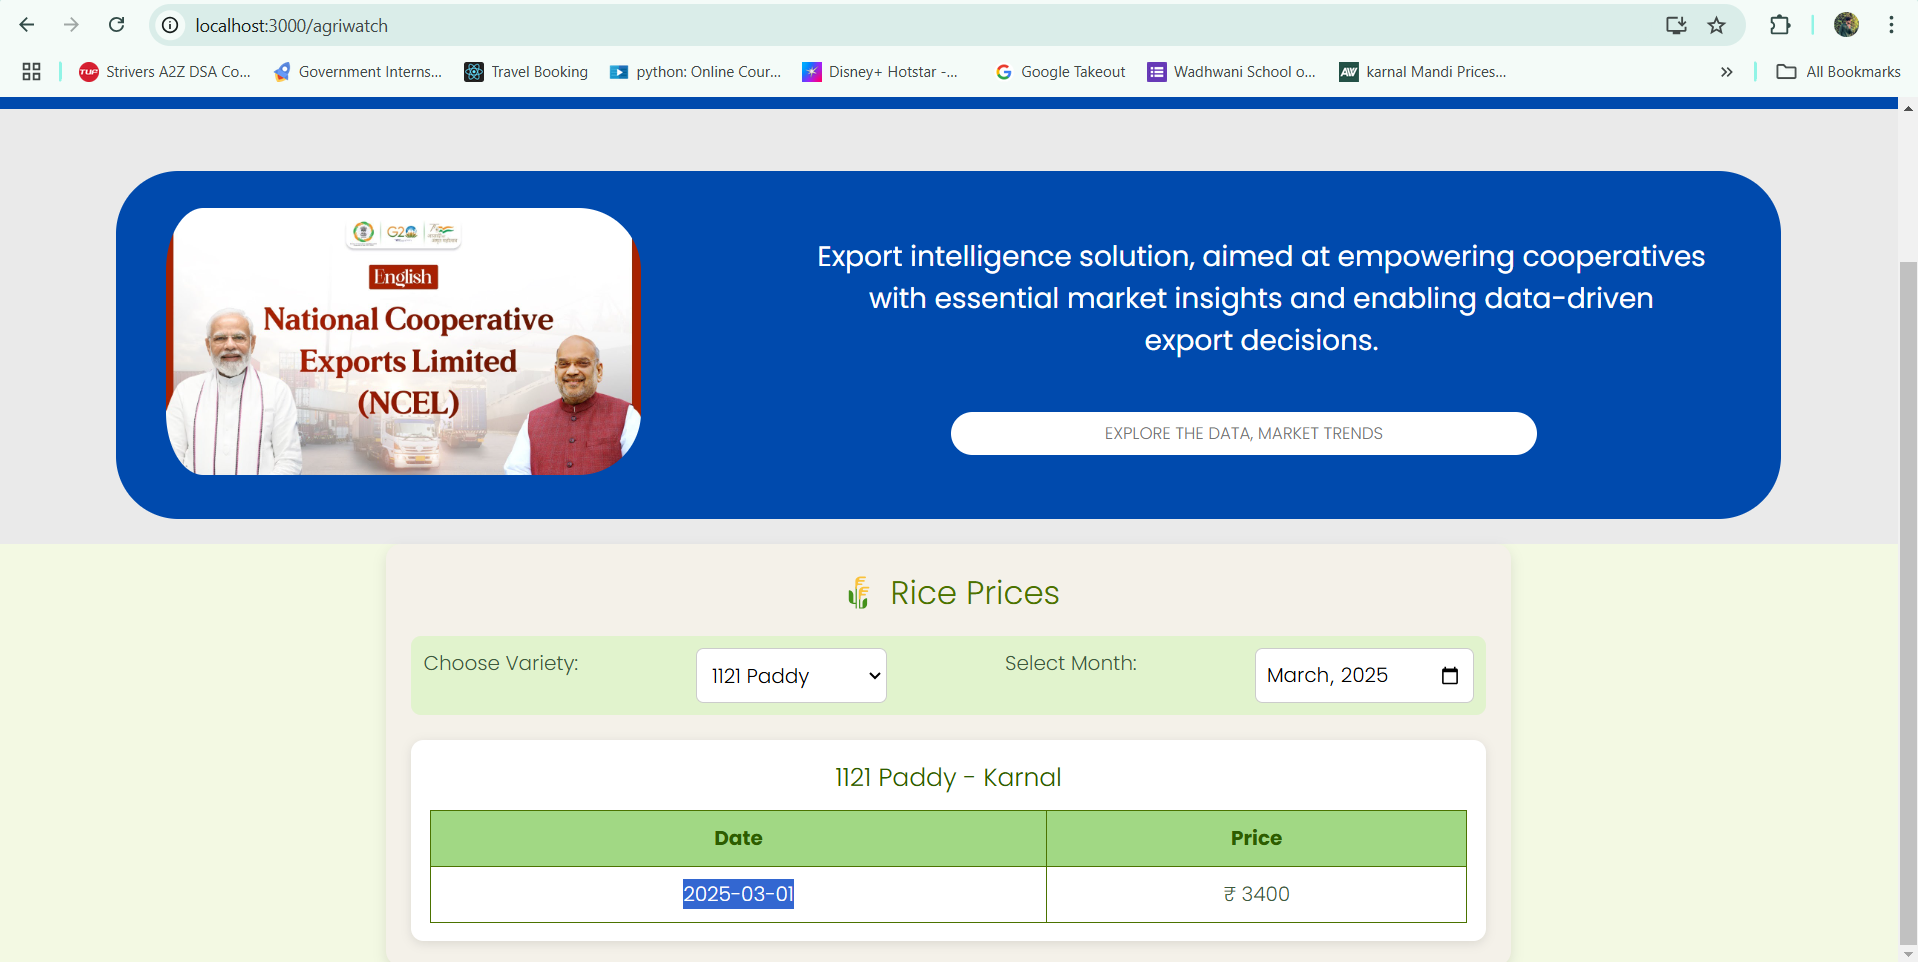 localhost:3000/agriwatch
Strivers A2Z DSA Co...
Government Interns...
Travel Booking
python: Online Cour...
Disney+ Hotstar -...
Google Takeout
Wadhwani School o...
karnal Mandi Prices...
All Bookmarks
G20
English
National Cooperative
Exports Limited
(NCEL)
Export intelligence solution, aimed at empowering cooperatives
with essential market insights and enabling data-driven
export decisions.
EXPLORE THE DATA, MARKET TRENDS
Rice Prices
Choose Variety:
1121 Paddy
Select Month:
March, 2025
1121 Paddy - Karnal
Date Price
2025-03-01 ₹ 3400